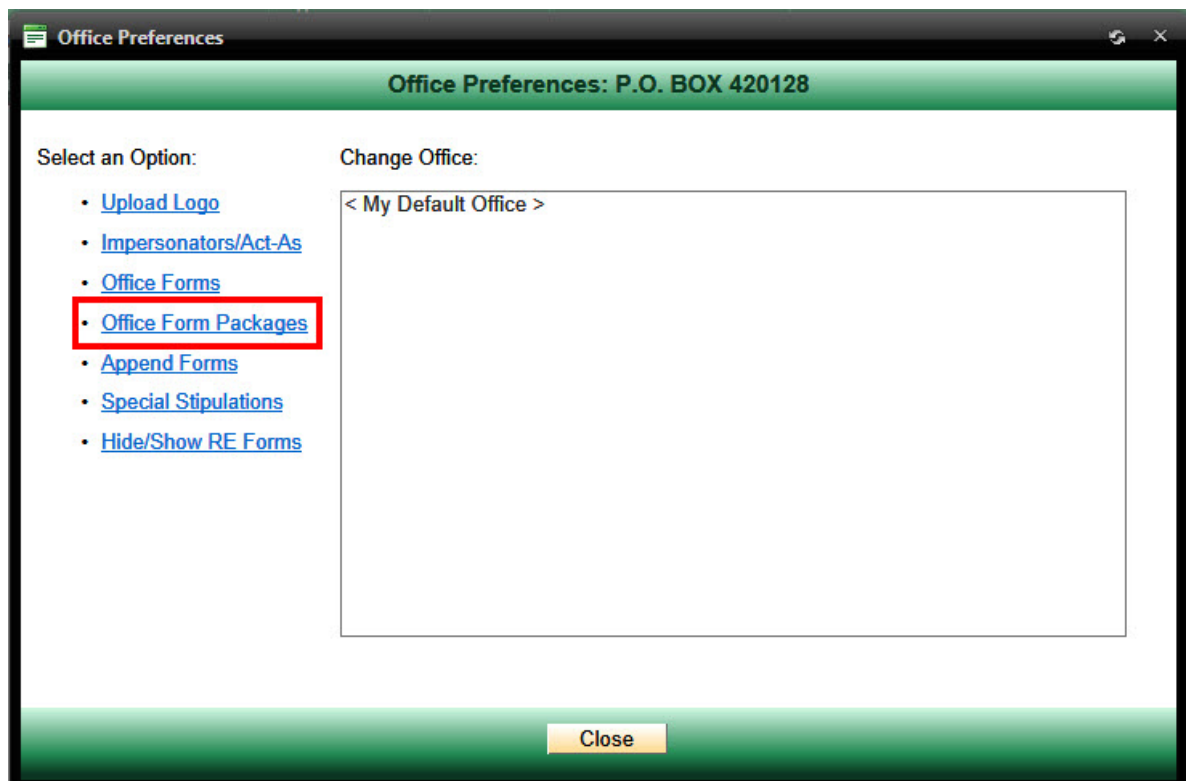 Office Preferences
Office Preferences: P.O. BOX 420128
Select an Option:
• Upload Logo
• Impersonators/Act-As
• Office Forms
• Office Form Packages
• Append Forms
• Special Stipulations
• Hide/Show RE Forms
Change Office:
< My Default Office >
Close